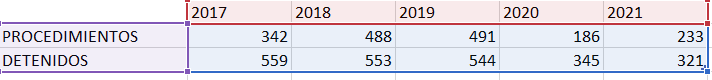 2017 2018 2019 2020 2021
PROCEDIMIENTOS 342 488 491 186 233
DETENIDOS 559 553 544 345 321